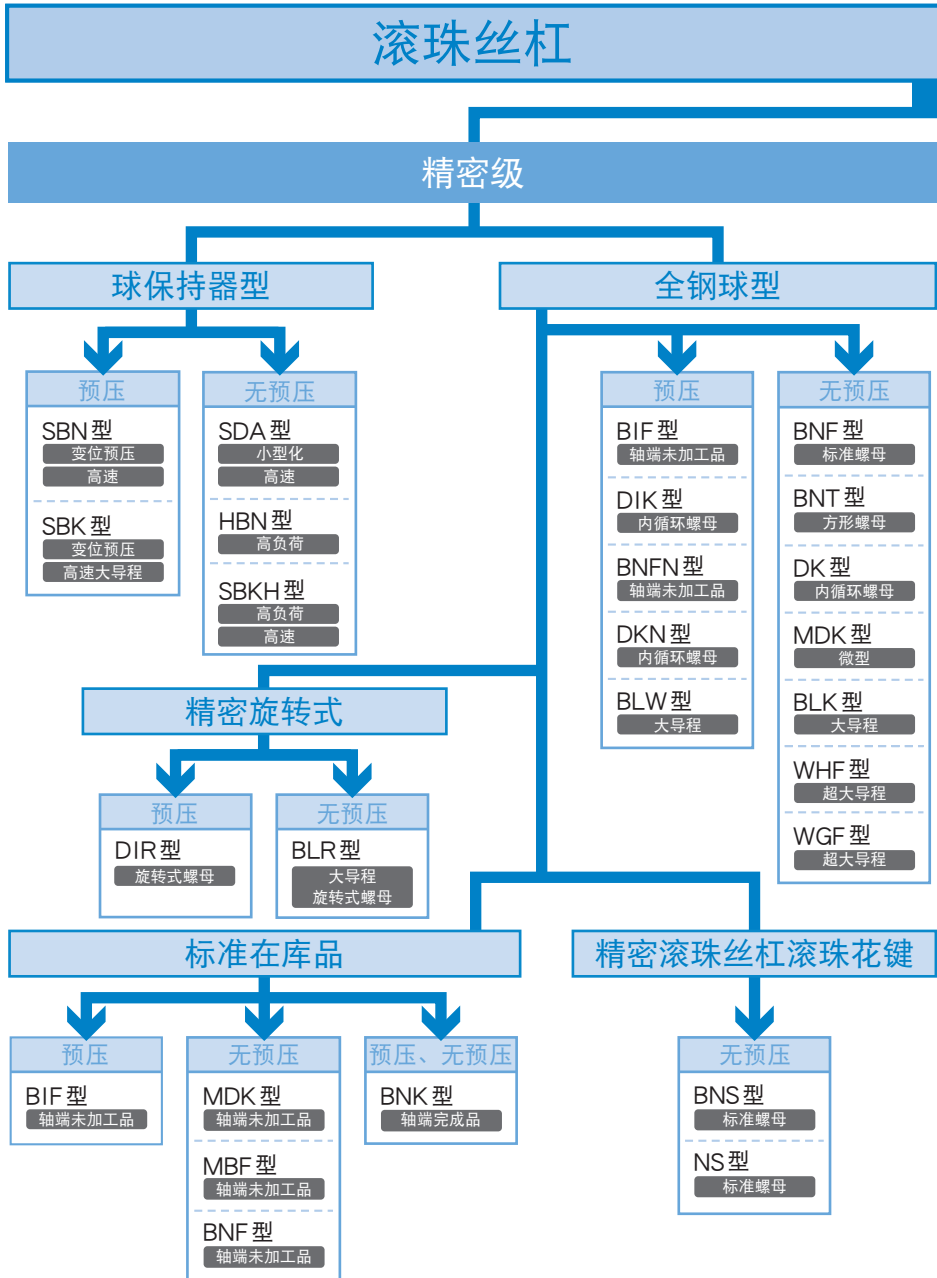 滚珠丝杠
精密级
球保持器型
全钢球型
预压
SBN型
变位预压
高速
SBK型
变位预压
高速大导程
无预压
SDA型
小型化
高速
HBN型
高负荷
SBKH型
高负荷
高速
预压
BIF型
轴端未加工品
DIK型
内循环螺母
BNFN型
轴端未加工品
DKN型
内循环螺母
BLW型
大导程
无预压
BNF型
标准螺母
BNT型
方形螺母
DK型
内循环螺母
MDK型
微型
BLK型
大导程
WHF型
超大导程
WGF型
超大导程
精密旋转式
预压
DIR型
旋转式螺母
无预压
BLR型
大导程
旋转式螺母
标准在库品
精密滚珠丝杠滚珠花键
预压
BIF型
轴端未加工品
无预压
MDK型
轴端未加工品
MBF型
轴端未加工品
BNF型
轴端未加工品
预压、无预压
BNK型
轴端完成品
无预压
BNS型
标准螺母
NS型
标准螺母